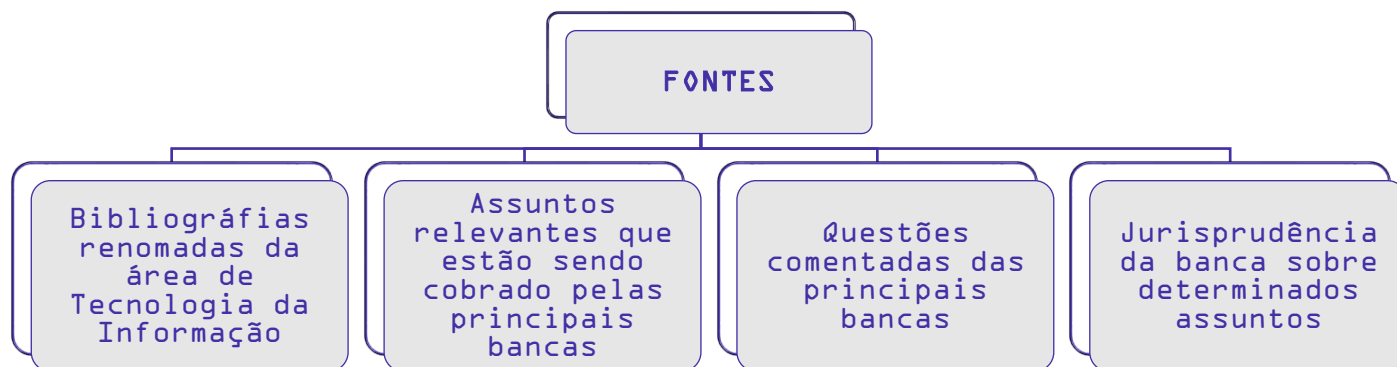 FONTES
Bibliográfias
renomadas da
área de
Tecnologia da
Informação
Assuntos
relevantes que
estão sendo
cobrado pelas
principais
bancas
Questões
comentadas das
principais
bancas
Jurisprudência
da banca sobre
determinados
assuntos